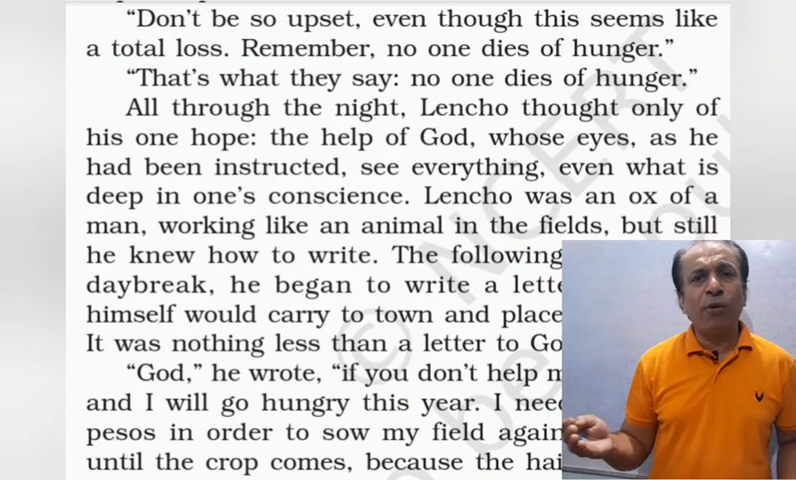 “Don’t be so upset, even though this seems like
a total loss. Remember, no one dies of hunger.”
“That’s what they say: no one dies of hunger.”
All through the night, Lencho thought only of
his one hope: the help of God, whose eyes, as he
had been instructed, see everything, even what is
deep in one’s conscience. Lencho was an ox of a
man, working like an animal in the fields, but still
he knew how to write. The following
daybreak, he began to write a
himself would carry to town and place
It was nothing less than a letter to
“God,” he wrote, “if you don’t help
and I will go hungry this year. I
pesos in order to sow my field
until the crop comes, because the
© NCERT